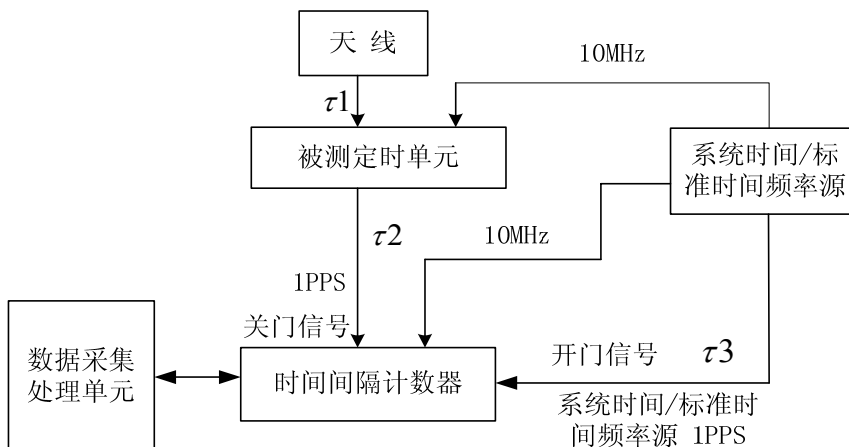 天 线
10MHz
τ1
被测定时单元
系统时间/标
准时间频率源
τ2
10MHz
1PPS
关门信号
数据采集
处理单元
时间间隔计数器
开门信号
τ3
系统时间/标准时
间频率源 1PPS